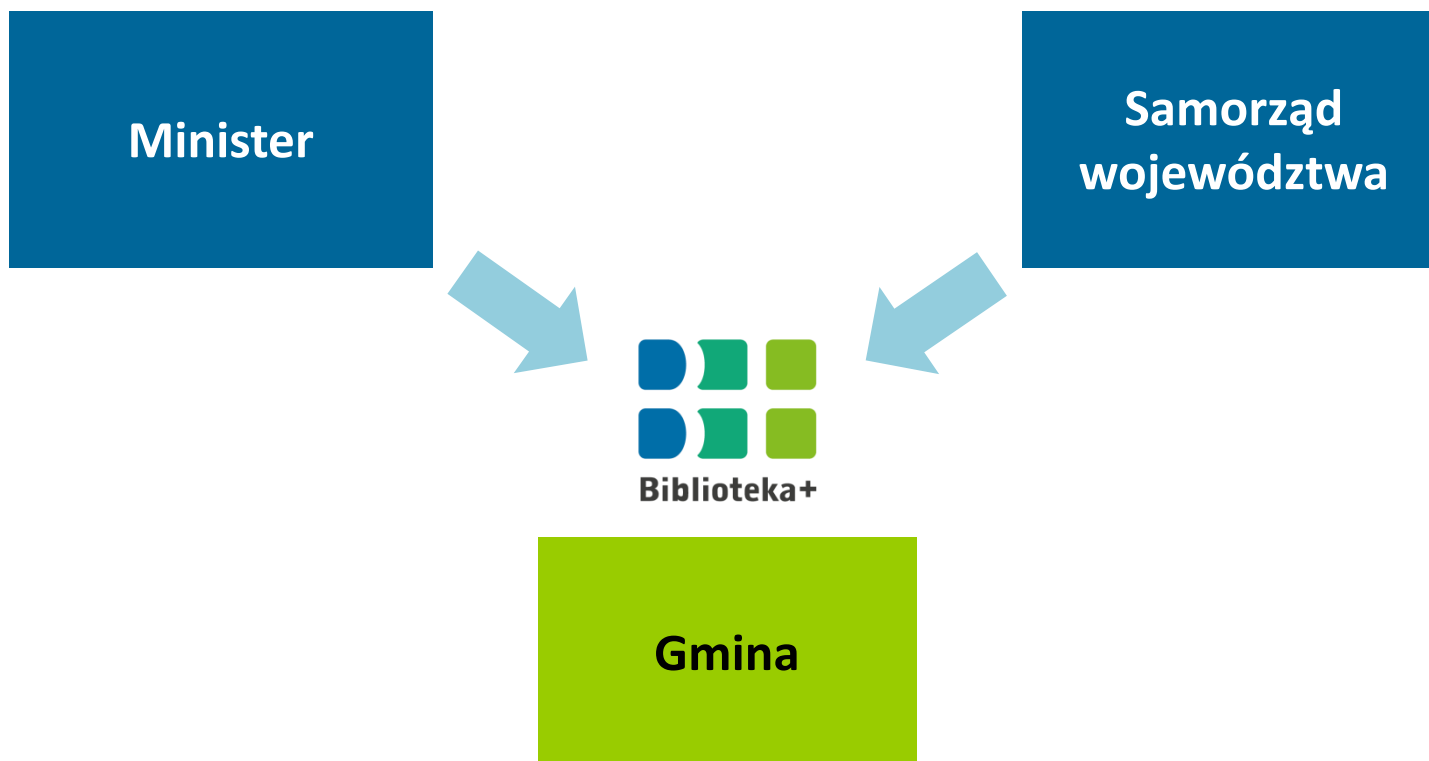 Minister
Samorząd
województwa
Biblioteka+
Gmina